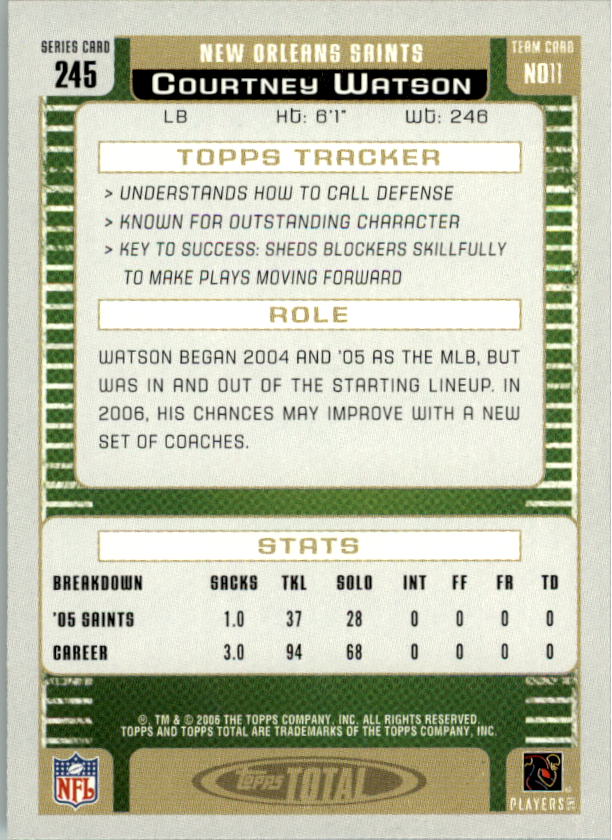 SERIES CARD
245
NEW ORLEANS SAINTS
COURTNEY WATSON
TEAM CARD
NO11
LB Ht: 6'1" Wt: 246
TOPPS TRACKER
> UNDERSTANDS HOW TO CALL DEFENSE
> KNOWN FOR OUTSTANDING CHARACTER
> KEY TO SUCCESS: SHEDS BLOCKERS SKILLFULLY
TO MAKE PLAYS MOVING FORWARD
ROLE
WATSON BEGAN 2004 AND '05 AS THE MLB, BUT
WAS IN AND OUT OF THE STARTING LINEUP. IN
2006, HIS CHANCES MAY IMPROVE WITH A NEW
SET OF COACHES.
STATS
BREAKDOWN SACKS TKL SOLO INT FF FR TD
'05 SAINTS 1.0 37 28 0 0 0 0
CAREER 3.0 94 68 0 0 0 0
®, TM & © 2006 THE TOPPS COMPANY, INC. ALL RIGHTS RESERVED.
TOPPS AND TOPPS TOTAL ARE TRADEMARKS OF THE TOPPS COMPANY, INC.
NFL
Topps TOTAL
PLAYERS